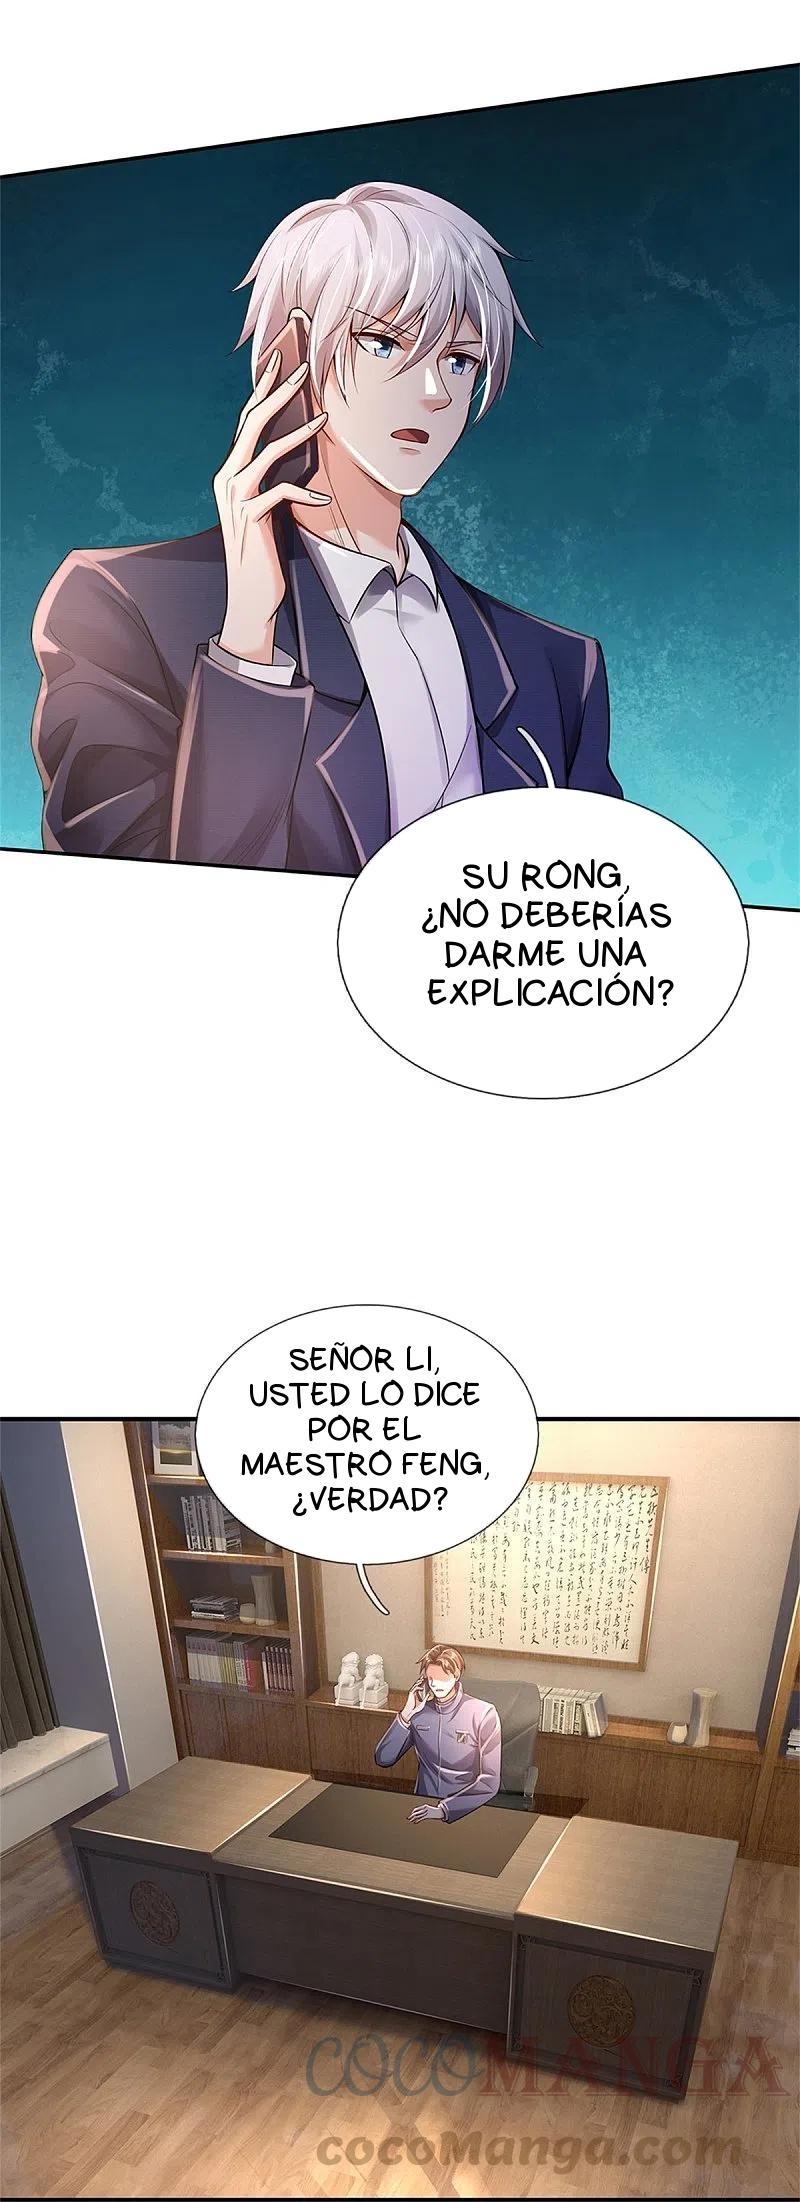 SU RONG,
¿NO DEBERÍAS
DARME UNA
EXPLICACIÓN?
SEÑOR LI,
USTED LO DICE
POR EL
MAESTRO FENG,
¿VERDAD?
COCOMANGA
cocoManga.com